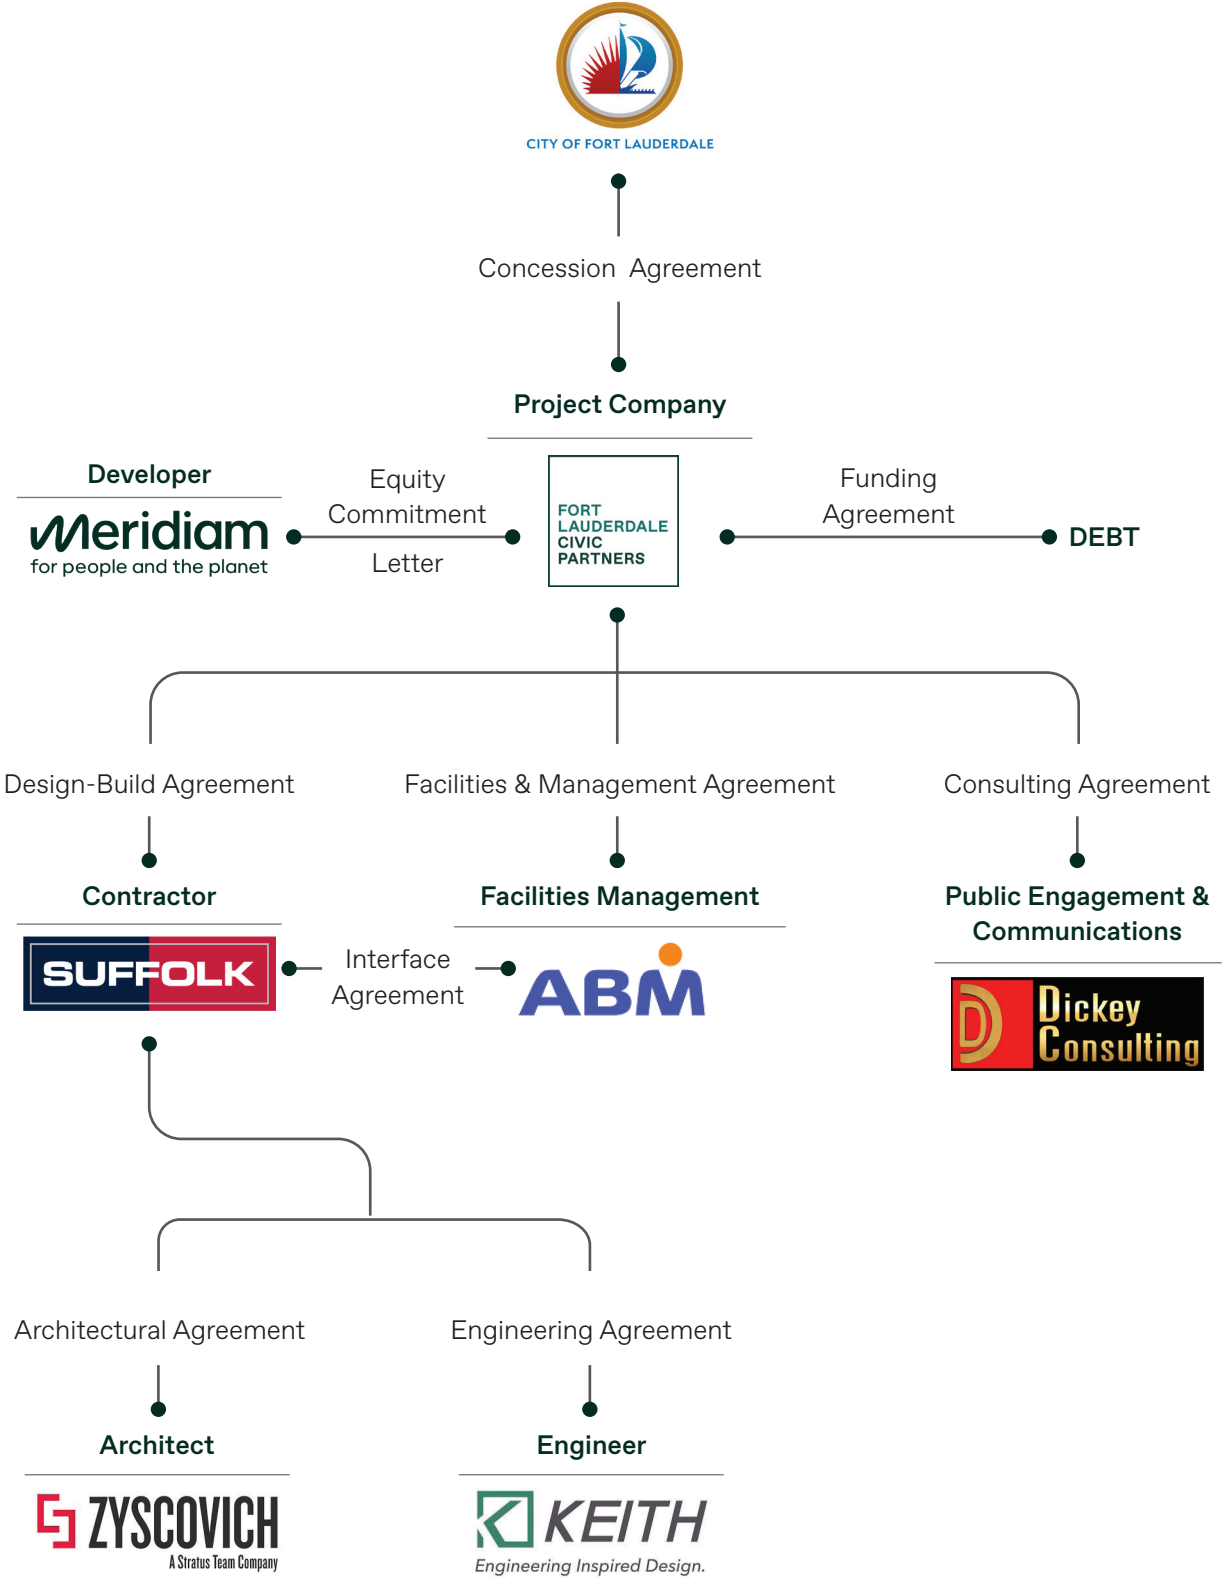 CITY OF FORT LAUDERDALE
Concession Agreement
Project Company
Developer
Meridiam
for people and the planet
Equity
Commitment
Letter
FORT
LAUDERDALE
CIVIC
PARTNERS
Funding
Agreement
DEBT
Design-Build Agreement
Facilities & Management Agreement
Consulting Agreement
Contractor
SUFFOLK
Interface
Agreement
Facilities Management
ABM
Public Engagement &
Communications
Dickey
Consulting
Architectural Agreement
Engineering Agreement
Architect
ZYSCOVICH
A Stratus Team Company
Engineer
KEITH
Engineering Inspired Design.